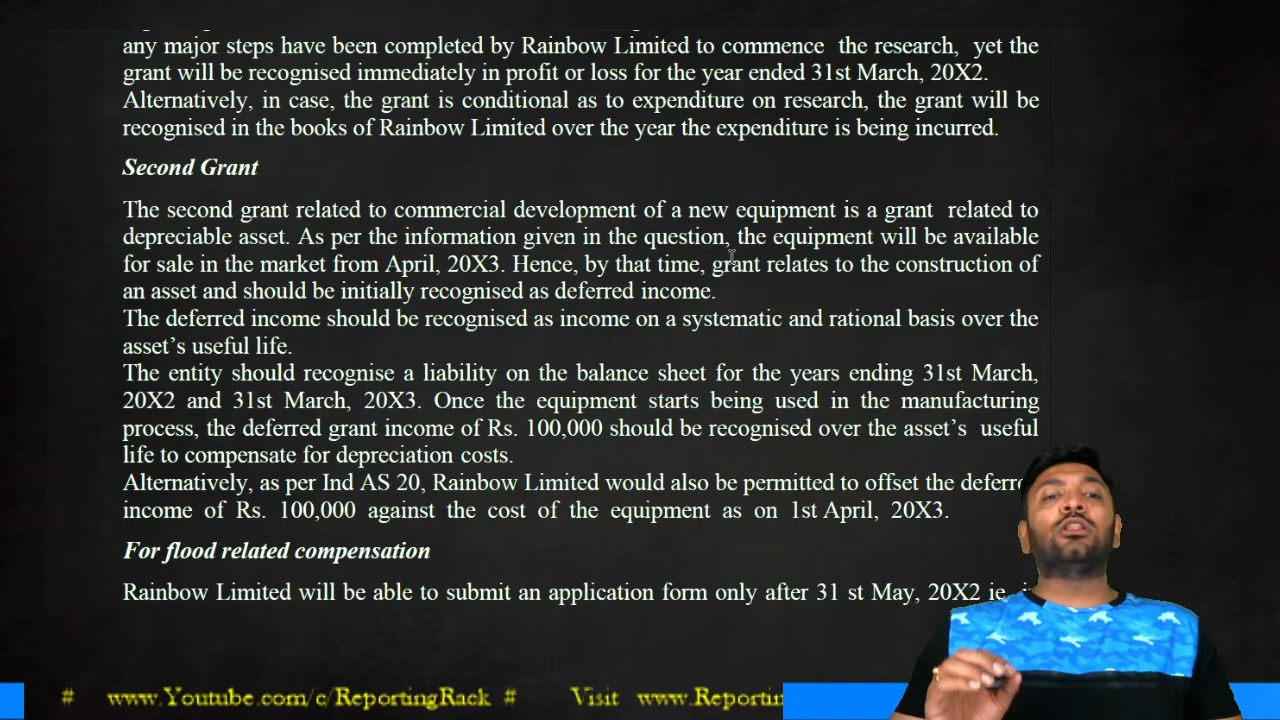 any major steps have been completed by Rainbow Limited to commence the research, yet the
grant will be recognised immediately in profit or loss for the year ended 31st March, 20X2.
Alternatively, in case, the grant is conditional as to expenditure on research, the grant will be
recognised in the books of Rainbow Limited over the year the expenditure is being incurred.
Second Grant
The second grant related to commercial development of a new equipment is a grant related to
depreciable asset. As per the information given in the question, the equipment will be available
for sale in the market from April, 20X3. Hence, by that time, grant relates to the construction of
an asset and should be initially recognised as deferred income.
The deferred income should be recognised as income on a systematic and rational basis over the
asset's useful life.
The entity should recognise a liability on the balance sheet for the years ending 31st March,
20X2 and 31st March, 20X3. Once the equipment starts being used in the manufacturing
process, the deferred grant income of Rs. 100,000 should be recognised over the asset's useful
life to compensate for depreciation costs.
Alternatively, as per Ind AS 20, Rainbow Limited would also be permitted to offset the
income of Rs. 100,000 against the cost of the equipment as on 1st April, 20X3.
For flood related compensation
Rainbow Limited will be able to submit an application form only after 31 st May, 20X2 ie
# www.Youtube.com/c/ReportingRack # Visit